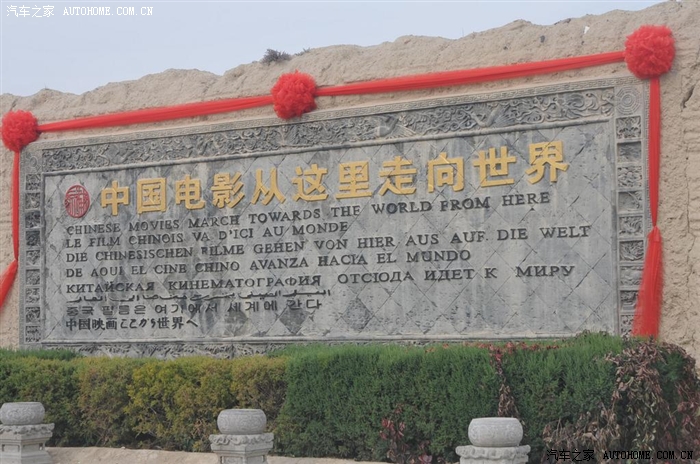 汽车之家 AUTOHOME.COM.CN
中国电影从这里走向世界
CHINESE MOVIES MARCH TOWARDS THE WORLD FROM HERE
LE FILM CHINOIS VA D'ICI AU MONDE
DIE CHINESISCHEN FILME GEHEN VON HIER AUS AUF DIE WELT
DE AQUI EL CINE CHINO AVANZA HACIA EL MUNDO
КИТАЙСКАЯ КИНЕМАТОГРАФИЯ ОТСЮДА ИДЕТ К МИРУ
중국 필름은 여기에서 세계에 간다
中国映画ここから世界へ
汽车之家 WWW.AUTOHOME.COM.CN